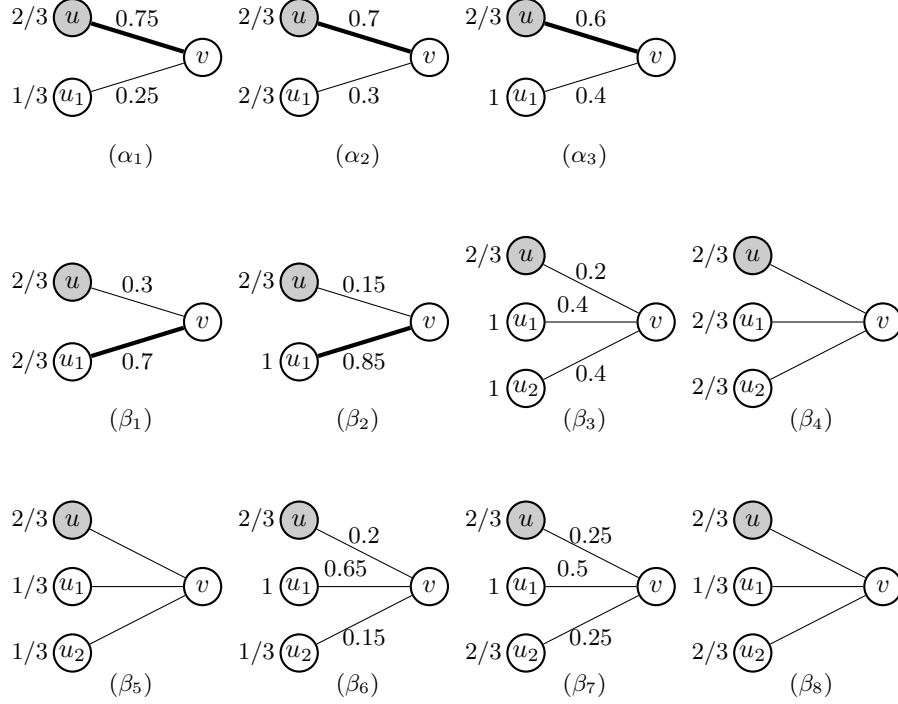 2/3 u 0.75 2/3 u 0.7 2/3 u 0.6
v v v
1/3 u₁ 0.25 2/3 u₁ 0.3 1 u₁ 0.4
(α₁) (α₂) (α₃)
2/3 u 0.3 2/3 u 0.15 2/3 u 0.2 2/3 u
v v 1 u₁ 0.4 v 2/3 u₁ v
2/3 u₁ 0.7 1 u₁ 0.85 1 u₂ 0.4 2/3 u₂
(β₁) (β₂) (β₃) (β₄)
2/3 u 2/3 u 0.2 2/3 u 0.25 2/3 u
1/3 u₁ v 1 u₁ 0.65 v 1 u₁ 0.5 v 1/3 u₁ v
1/3 u₂ 1/3 u₂ 0.15 2/3 u₂ 0.25 2/3 u₂
(β₅) (β₆) (β₇) (β₈)